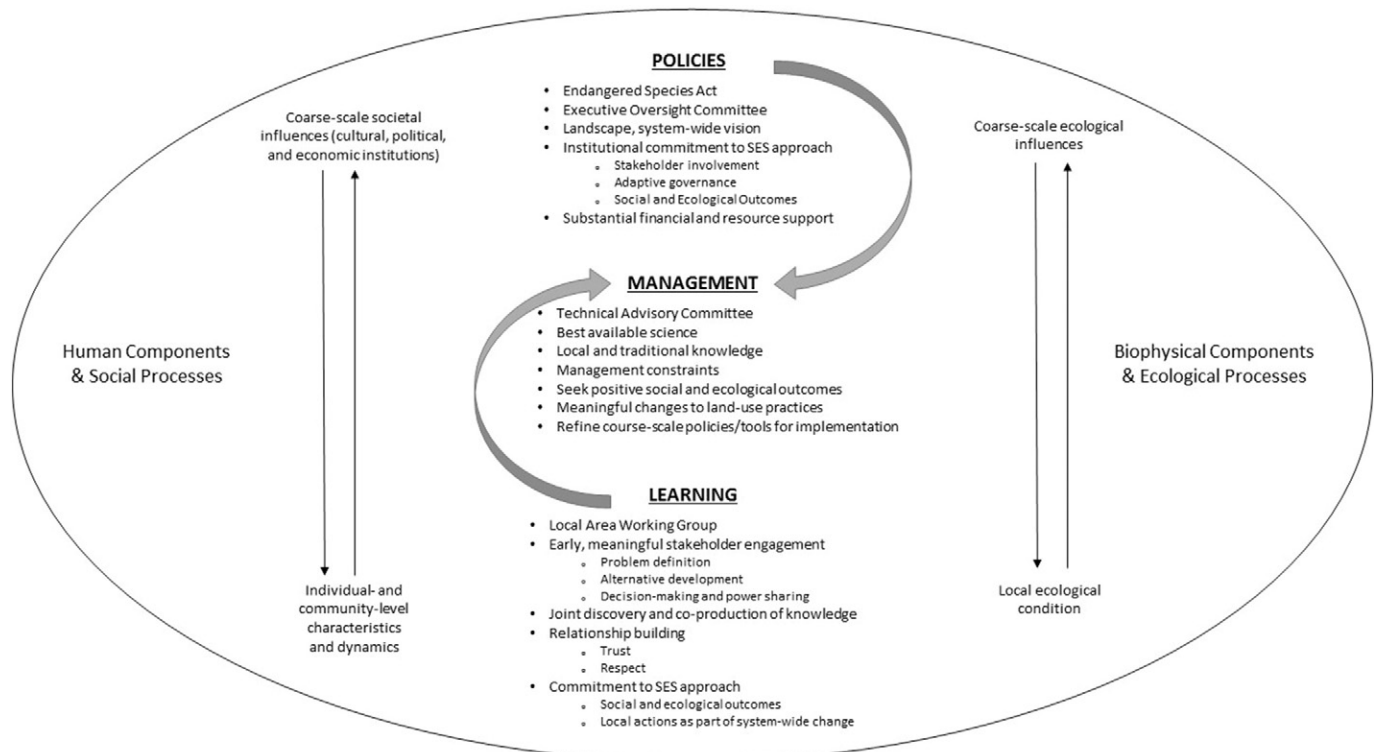 POLICIES
• Endangered Species Act
• Executive Oversight Committee
• Landscape, system-wide vision
• Institutional commitment to SES approach
o Stakeholder involvement
o Adaptive governance
o Social and Ecological Outcomes
• Substantial financial and resource support
Coarse-scale societal
influences (cultural, political,
and economic institutions)
Coarse-scale ecological
influences
MANAGEMENT
• Technical Advisory Committee
• Best available science
• Local and traditional knowledge
• Management constraints
• Seek positive social and ecological outcomes
• Meaningful changes to land-use practices
• Refine course-scale policies/tools for implementation
Human Components
& Social Processes
Biophysical Components
& Ecological Processes
LEARNING
• Local Area Working Group
• Early, meaningful stakeholder engagement
o Problem definition
o Alternative development
o Decision-making and power sharing
• Joint discovery and co-production of knowledge
• Relationship building
o Trust
o Respect
• Commitment to SES approach
o Social and ecological outcomes
o Local actions as part of system-wide change
Individual- and
community-level
characteristics
and dynamics
Local ecological
condition